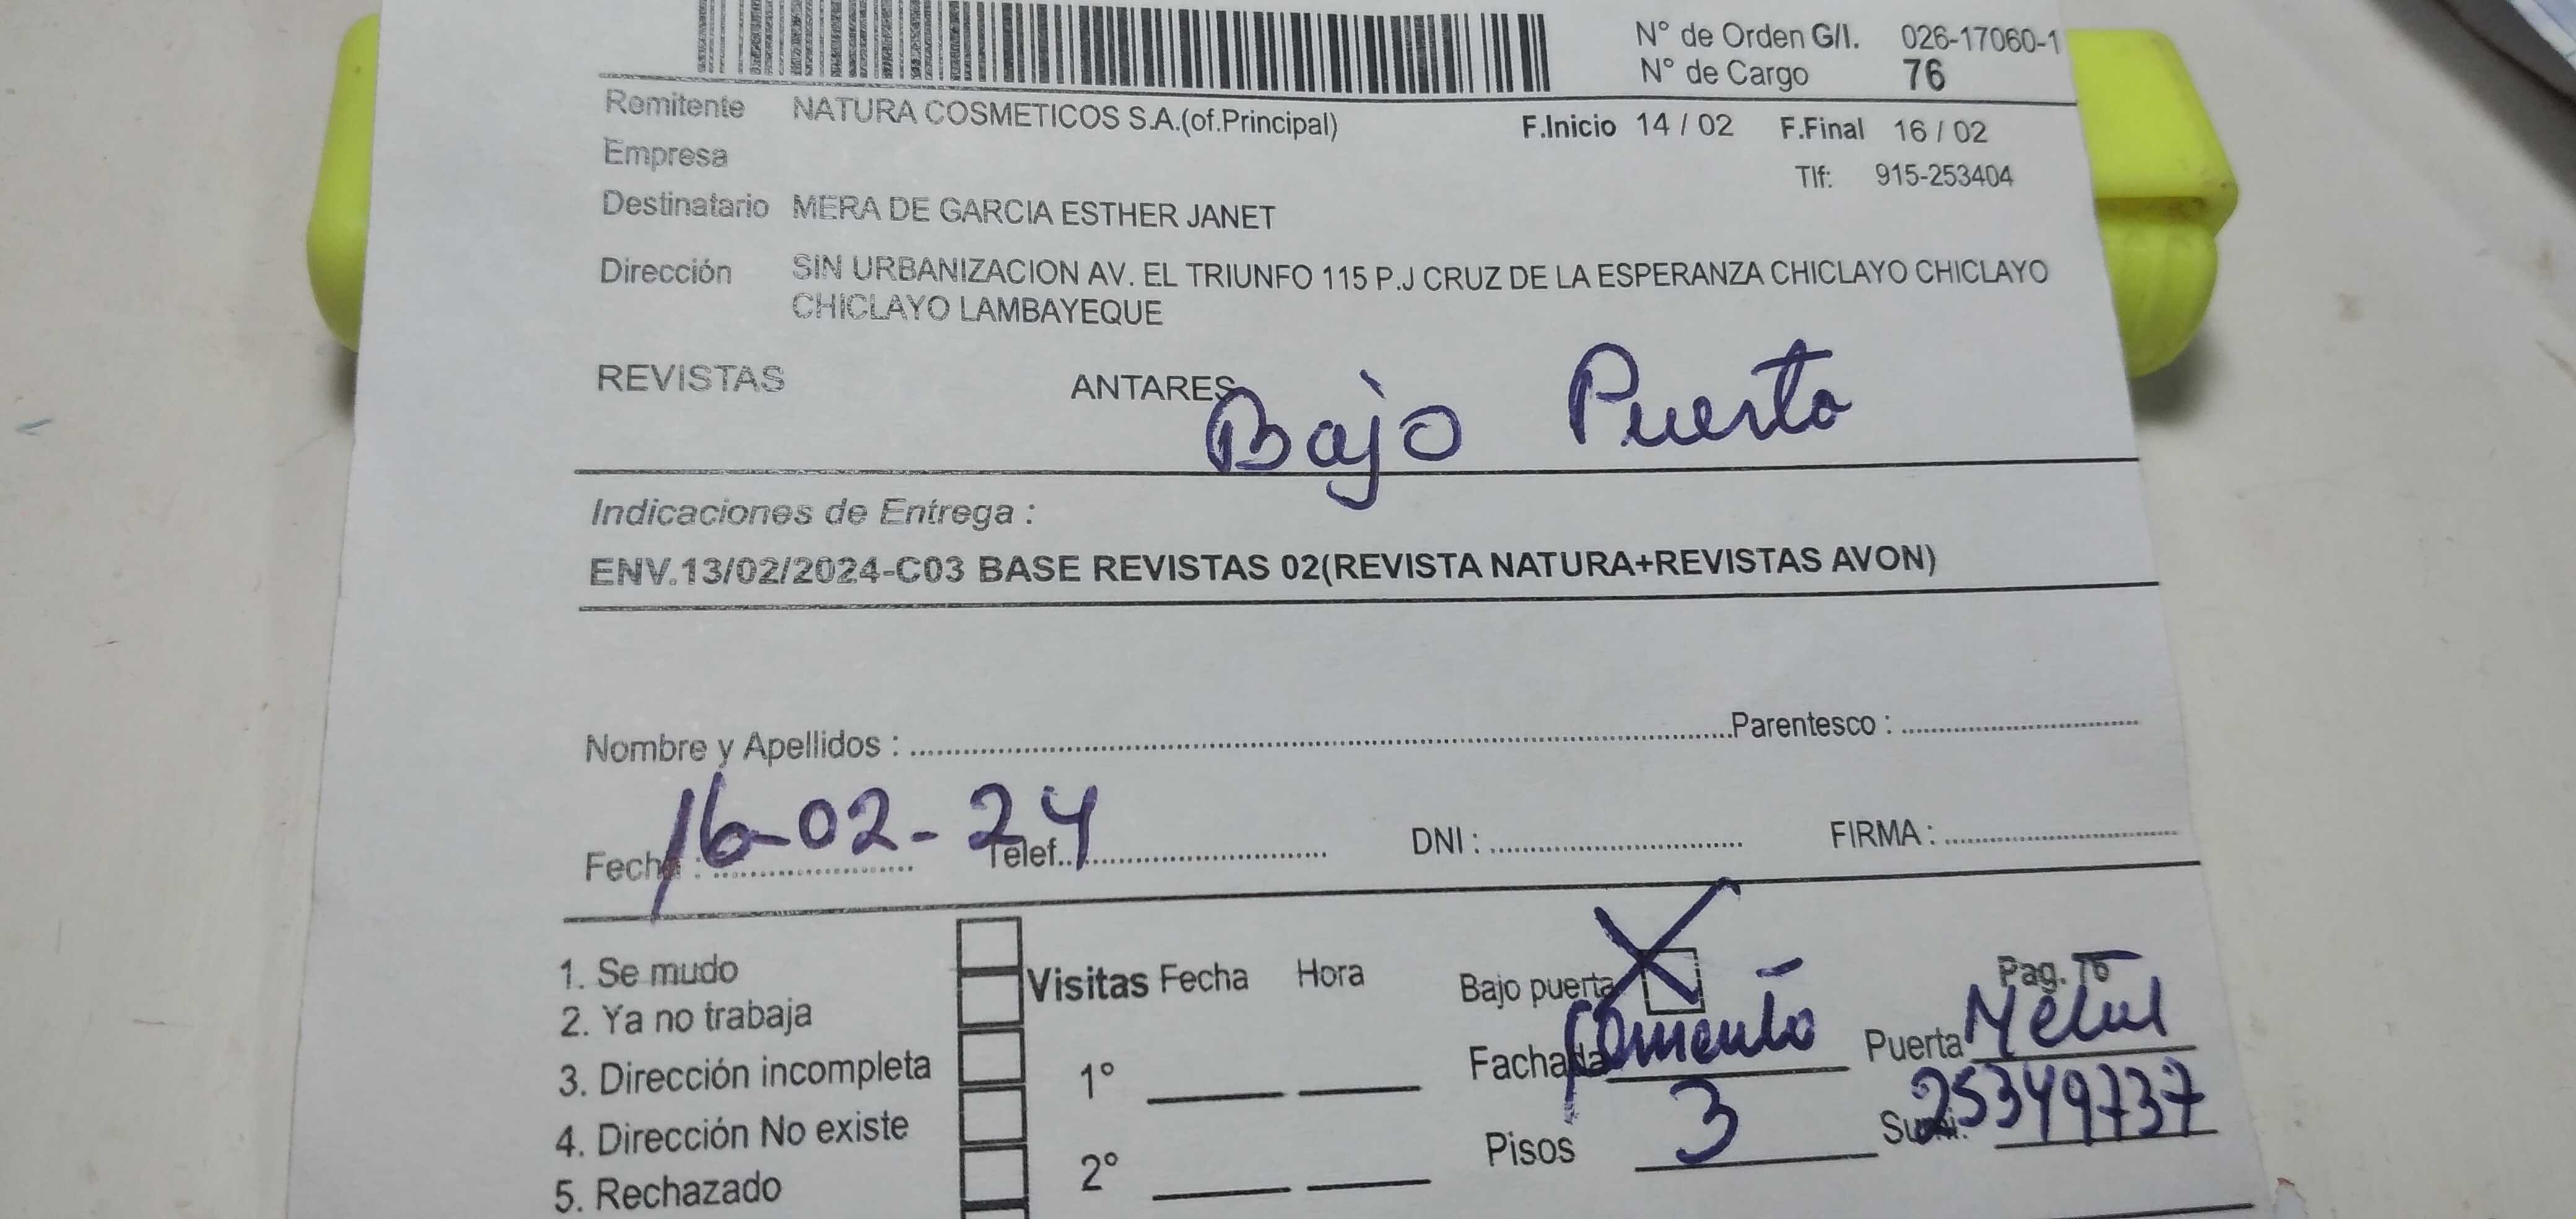 N° de Orden G/I. 026-17060-1
N° de Cargo 76
Remitente NATURA COSMETICOS S.A.(of.Principal) F.Inicio 14 / 02 F.Final 16 / 02
Empresa Tlf: 915-253404
Destinatario MERA DE GARCIA ESTHER JANET
Dirección SIN URBANIZACION AV. EL TRIUNFO 115 P.J CRUZ DE LA ESPERANZA CHICLAYO CHICLAYO
CHICLAYO LAMBAYEQUE
REVISTAS ANTARES Bajo Puerta
Indicaciones de Entrega :
ENV.13/02/2024-C03 BASE REVISTAS 02(REVISTA NATURA+REVISTAS AVON)
Nombre y Apellidos : Parentesco :
Fecha : 16-02-24 Telef. DNI : FIRMA :
1. Se mudo
2. Ya no trabaja
3. Dirección incompleta
4. Dirección No existe
5. Rechazado
Visitas Fecha Hora
1°
2°
Bajo puerta X Pag.
Fachada Puerta
Pisos 3 Sumi. 25349737